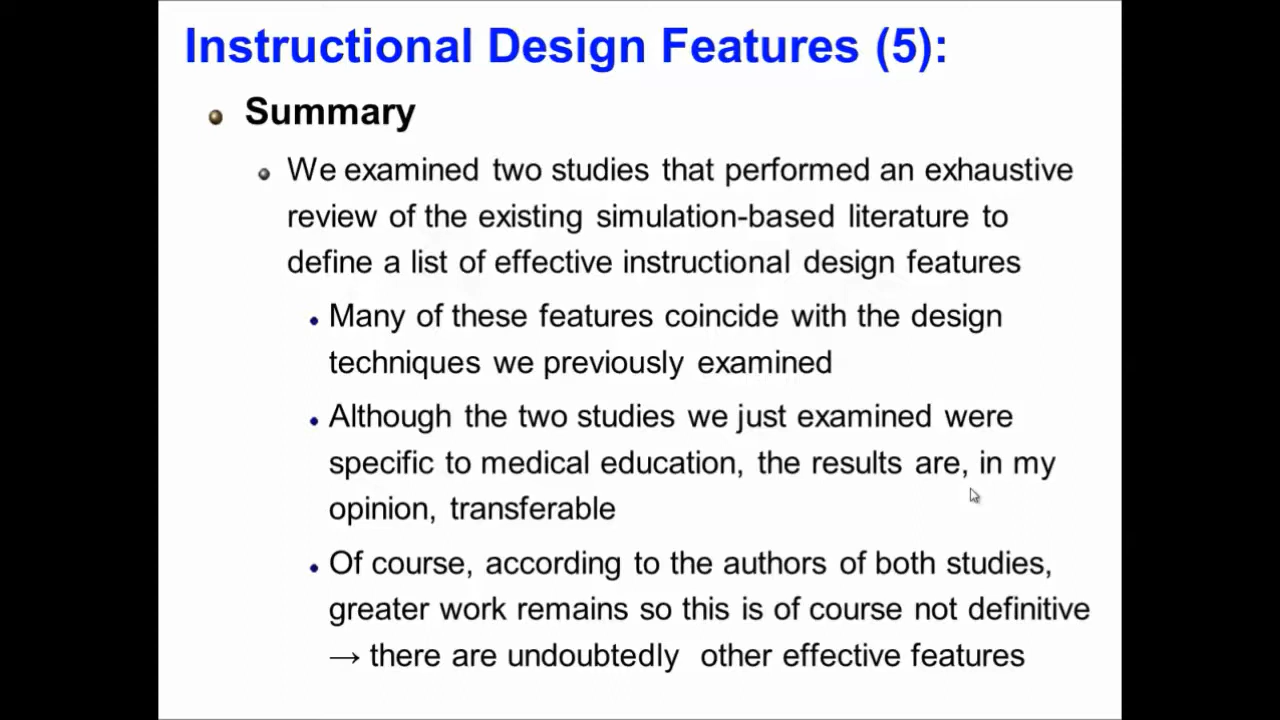 Instructional Design Features (5):
Summary
We examined two studies that performed an exhaustive
review of the existing simulation-based literature to
define a list of effective instructional design features
Many of these features coincide with the design
techniques we previously examined
Although the two studies we just examined were
specific to medical education, the results are, in my
opinion, transferable
Of course, according to the authors of both studies,
greater work remains so this is of course not definitive
→ there are undoubtedly other effective features